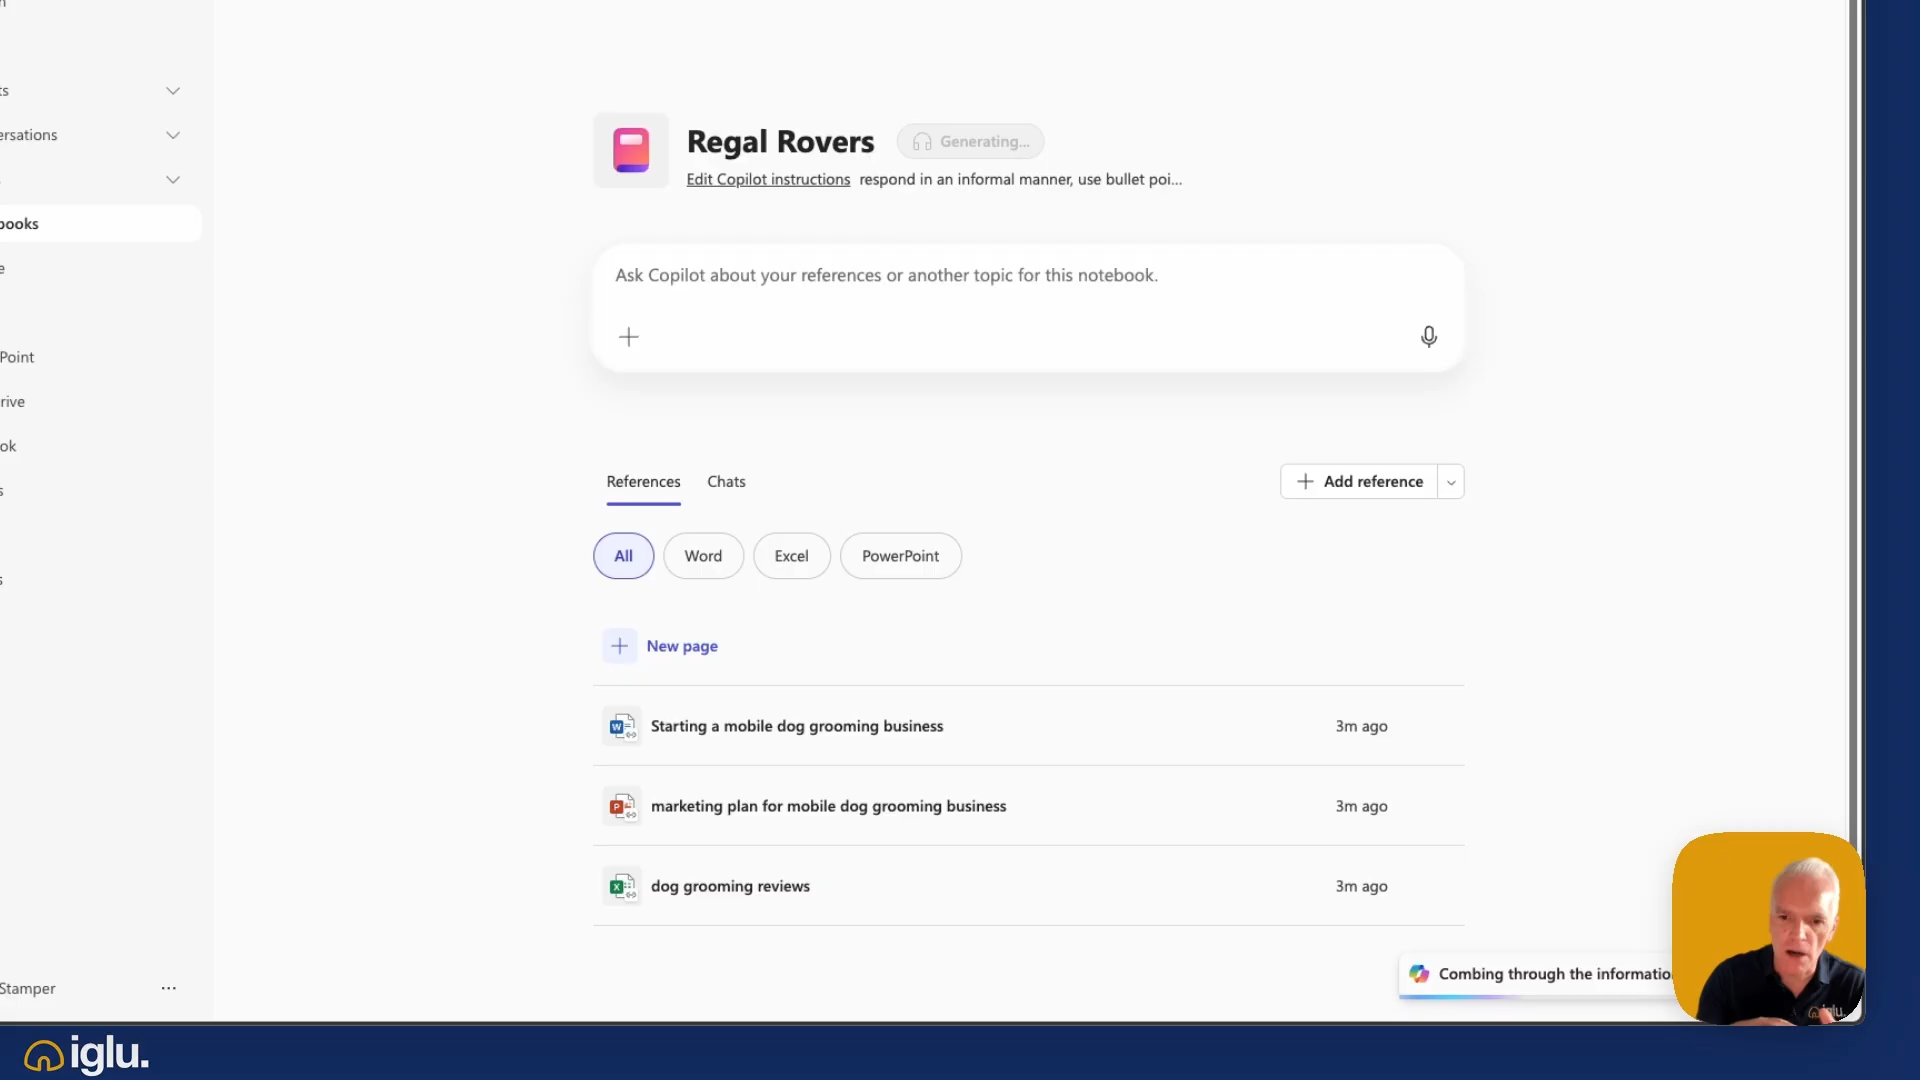 ts
ersations
books
e
Point
rive
ok
s
s
Stamper
Regal Rovers
Generating...
Edit Copilot instructions respond in an informal manner, use bullet poi...
Ask Copilot about your references or another topic for this notebook.
References Chats
Add reference
All Word Excel PowerPoint
New page
Starting a mobile dog grooming business 3m ago
marketing plan for mobile dog grooming business 3m ago
dog grooming reviews 3m ago
Combing through the informatio
iglu.
iglu.